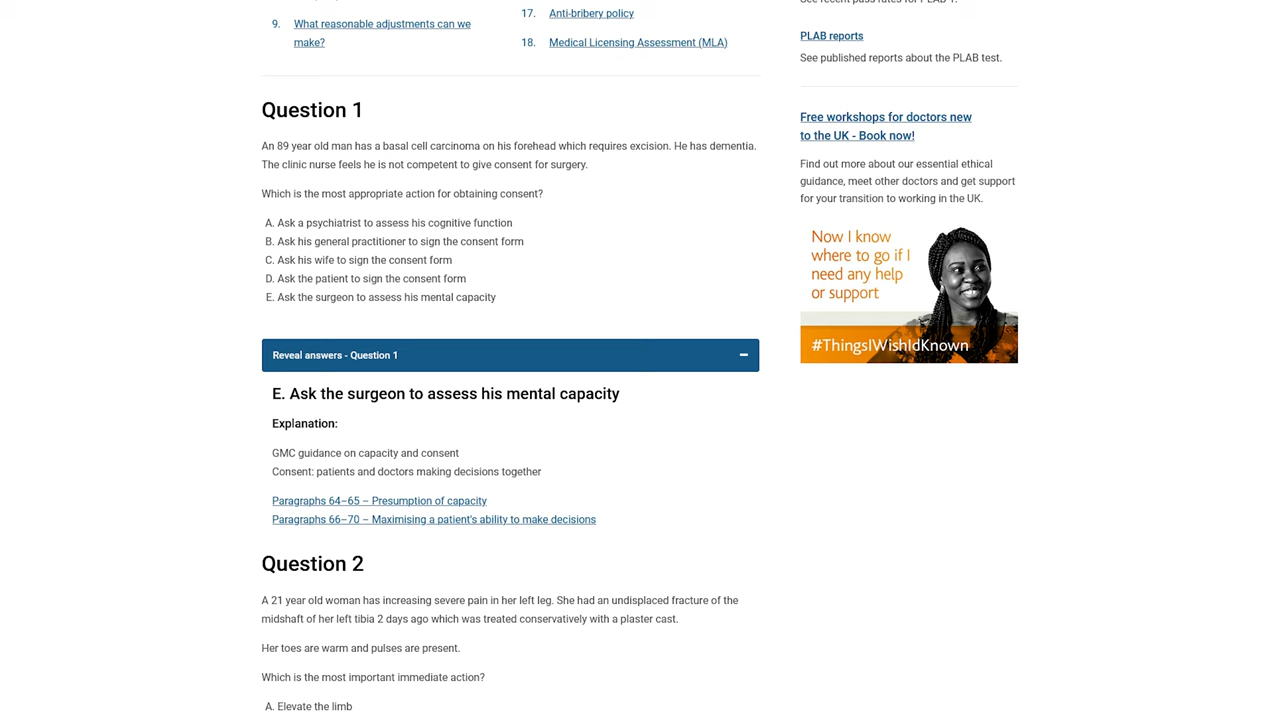 9. What reasonable adjustments can we
make?
17. Anti-bribery policy
18. Medical Licensing Assessment (MLA)
Question 1
An 89 year old man has a basal cell carcinoma on his forehead which requires excision. He has dementia.
The clinic nurse feels he is not competent to give consent for surgery.
Which is the most appropriate action for obtaining consent?
A. Ask a psychiatrist to assess his cognitive function
B. Ask his general practitioner to sign the consent form
C. Ask his wife to sign the consent form
D. Ask the patient to sign the consent form
E. Ask the surgeon to assess his mental capacity
Reveal answers - Question 1
E. Ask the surgeon to assess his mental capacity
Explanation:
GMC guidance on capacity and consent
Consent: patients and doctors making decisions together
Paragraphs 64–65 – Presumption of capacity
Paragraphs 66–70 – Maximising a patient's ability to make decisions
Question 2
A 21 year old woman has increasing severe pain in her left leg. She had an undisplaced fracture of the
midshaft of her left tibia 2 days ago which was treated conservatively with a plaster cast.
Her toes are warm and pulses are present.
Which is the most important immediate action?
A. Elevate the limb
See recent pass rates for PLAB 1.
PLAB reports
See published reports about the PLAB test.
Free workshops for doctors new
to the UK - Book now!
Find out more about our essential ethical
guidance, meet other doctors and get support
for your transition to working in the UK.
Now I know
where to go if I
need any help
or support
#ThingsIWishIdKnown